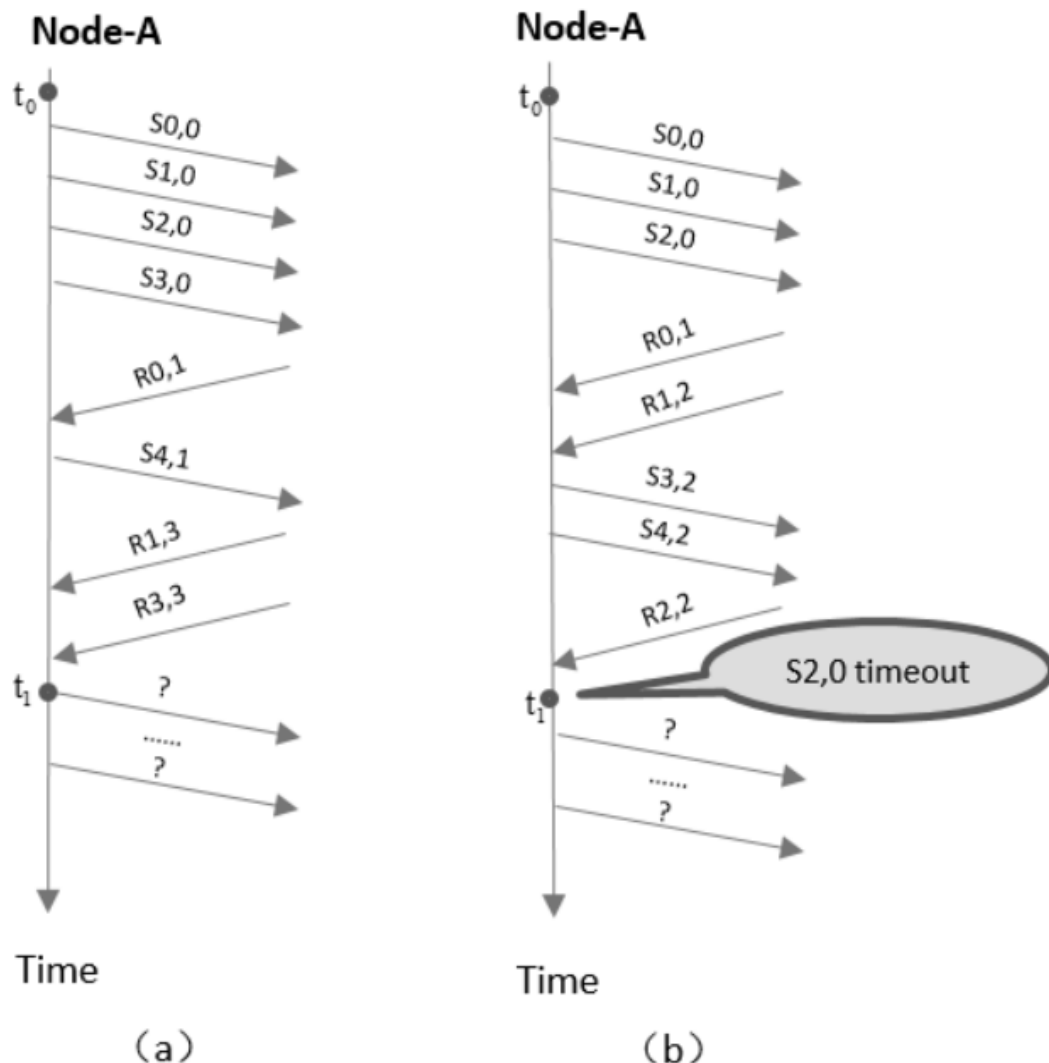 Node-A
t0
S0,0
S1,0
S2,0
S3,0
R0,1
S4,1
R1,3
R3,3
t1
?
......
?
Time
（a）
Node-A
t0
S0,0
S1,0
S2,0
R0,1
R1,2
S3,2
S4,2
R2,2
S2,0 timeout
t1
?
......
?
Time
（b）